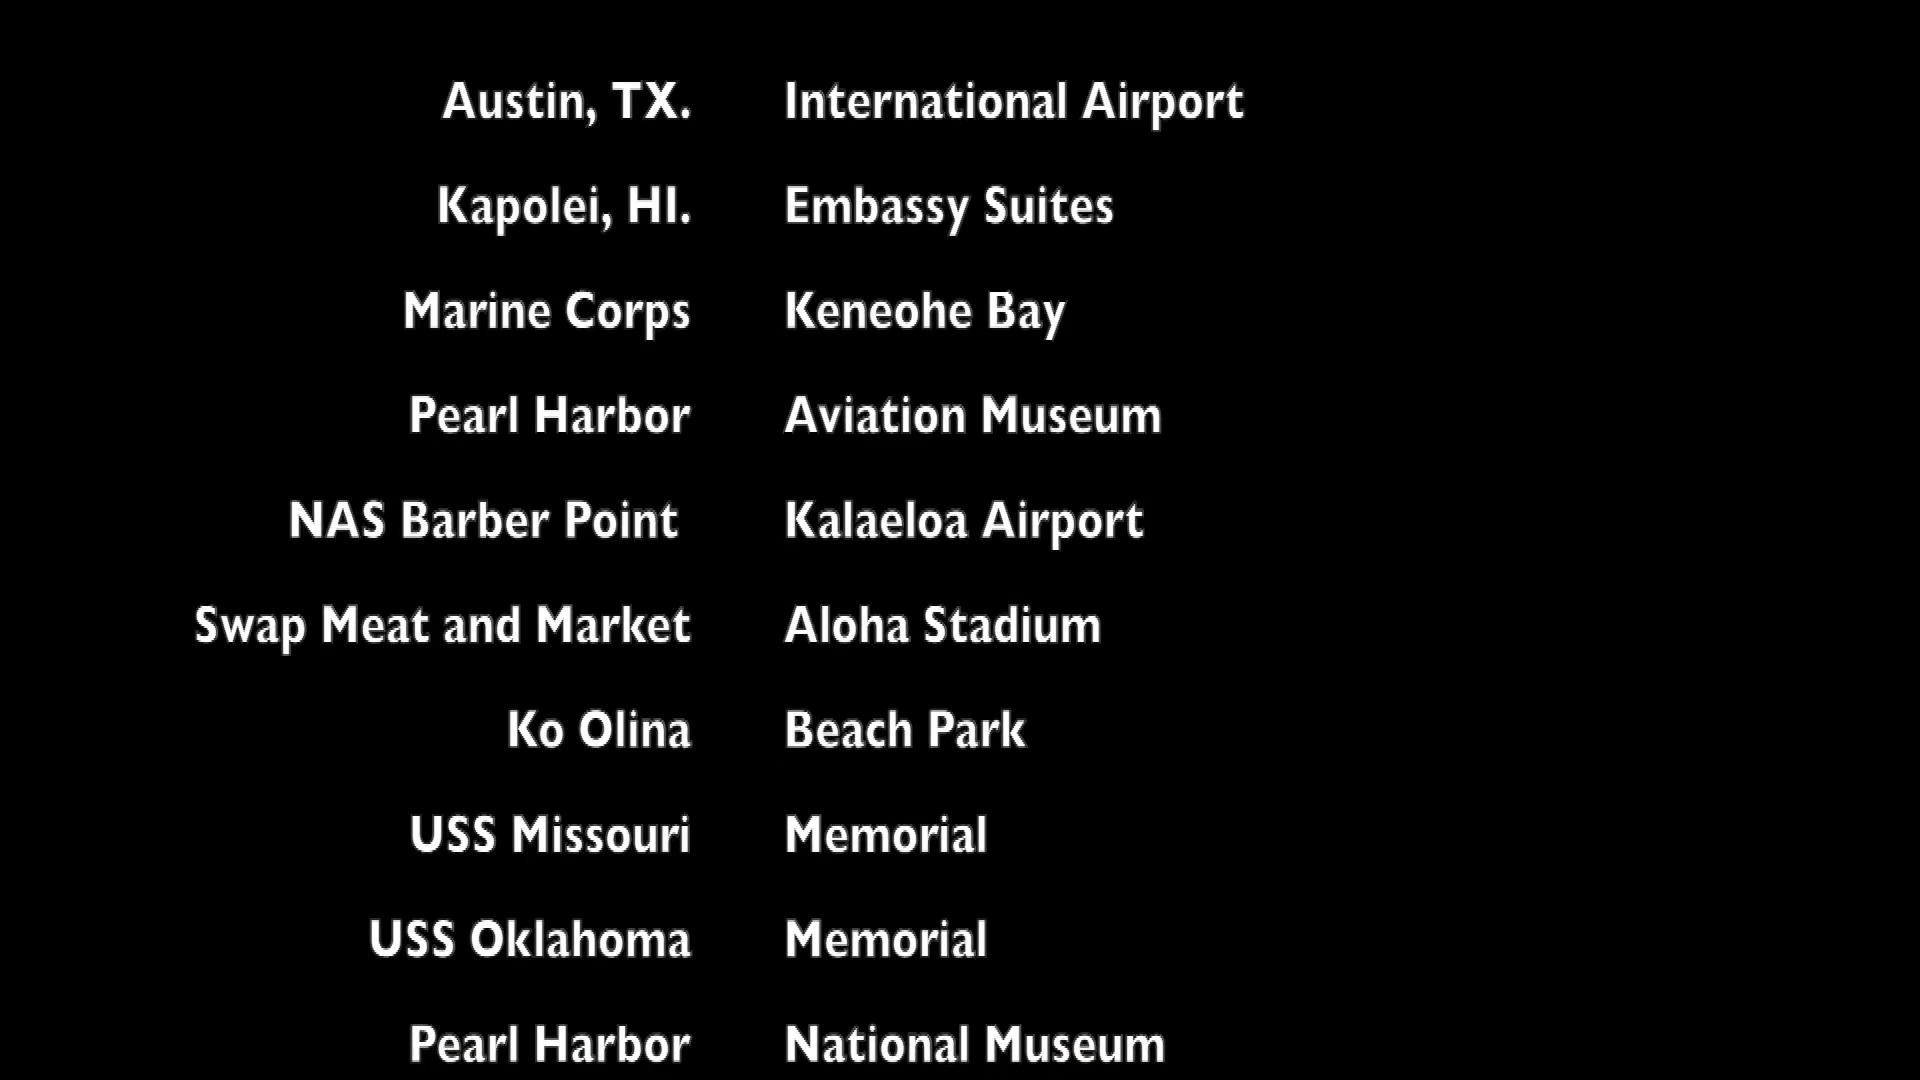 Austin, TX. International Airport
Kapolei, HI. Embassy Suites
Marine Corps Keneohe Bay
Pearl Harbor Aviation Museum
NAS Barber Point Kalaeloa Airport
Swap Meat and Market Aloha Stadium
Ko Olina Beach Park
USS Missouri Memorial
USS Oklahoma Memorial
Pearl Harbor National Museum